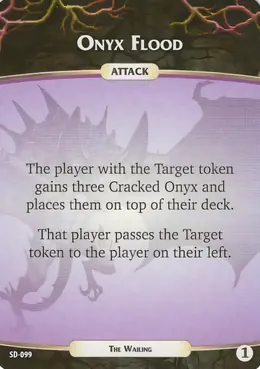 Onyx Flood
ATTACK
The player with the Target token
gains three Cracked Onyx and
places them on top of their deck.
That player passes the Target
token to the player on their left.
The Wailing
SD-099
1